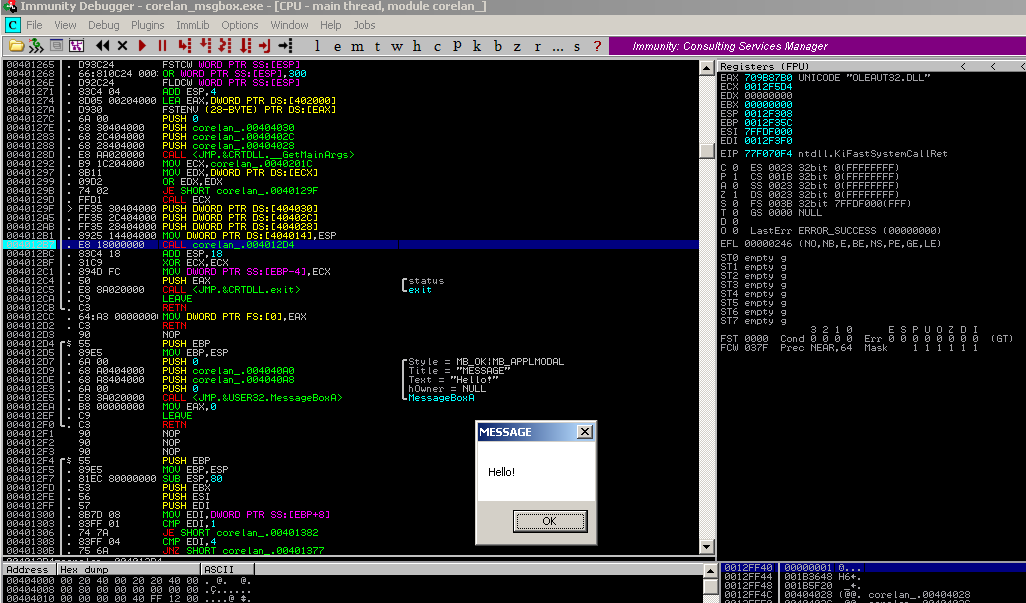 Immunity Debugger - corelan_msgbox.exe - [CPU - main thread, module corelan_]
C File View Debug Plugins ImmLib Options Window Help Jobs
l e m t w h c p k b z r ... s ? Immunity: Consulting Services Manager
00401265 . D93C24 FSTCW WORD PTR SS:[ESP]
00401268 . 66:810C24 000 OR WORD PTR SS:[ESP],300
0040126E . D92C24 FLDCW WORD PTR SS:[ESP]
00401271 . 83C4 04 ADD ESP,4
00401274 . 8D05 00204000 LEA EAX,DWORD PTR DS:[402000]
0040127A . D930 FSTENV (28-BYTE) PTR DS:[EAX]
0040127C . 6A 00 PUSH 0
0040127E . 68 30404000 PUSH corelan_.00404030
00401283 . 68 2C404000 PUSH corelan_.0040402C
00401288 . 68 28404000 PUSH corelan_.00404028
0040128D . E8 AA020000 CALL <JMP.&CRTDLL.__GetMainArgs>
00401292 . B9 1C204000 MOV ECX,corelan_.0040201C
00401297 . 8B11 MOV EDX,DWORD PTR DS:[ECX]
00401299 . 09D2 OR EDX,EDX
0040129B . 74 02 JE SHORT corelan_.0040129F
0040129D . FFD1 CALL ECX
0040129F > FF35 30404000 PUSH DWORD PTR DS:[404030]
004012A5 . FF35 2C404000 PUSH DWORD PTR DS:[40402C]
004012AB . FF35 28404000 PUSH DWORD PTR DS:[404028]
004012B1 . 8925 14404000 MOV DWORD PTR DS:[404014],ESP
. E8 18000000 CALL corelan_.004012D4
004012BC . 83C4 18 ADD ESP,18
004012BF . 31C9 XOR ECX,ECX
004012C1 . 894D FC MOV DWORD PTR SS:[EBP-4],ECX
004012C4 . 50 PUSH EAX status
004012C5 . E8 8A020000 CALL <JMP.&CRTDLL.exit> exit
004012CA . C9 LEAVE
004012CB . C3 RETN
004012CC . 64:A3 0000000 MOV DWORD PTR FS:[0],EAX
004012D2 . C3 RETN
004012D3 90 NOP
004012D4 $ 55 PUSH EBP
004012D5 . 89E5 MOV EBP,ESP
004012D7 . 6A 00 PUSH 0 Style = MB_OK|MB_APPLMODAL
004012D9 . 68 A0404000 PUSH corelan_.004040A0 Title = "MESSAGE"
004012DE . 68 A8404000 PUSH corelan_.004040A8 Text = "Hello!"
004012E3 . 6A 00 PUSH 0 hOwner = NULL
004012E5 . E8 3A020000 CALL <JMP.&USER32.MessageBoxA> MessageBoxA
004012EA . B8 00000000 MOV EAX,0
004012EF . C9 LEAVE
004012F0 . C3 RETN
004012F1 90 NOP
004012F2 90 NOP
004012F3 90 NOP
004012F4 $ 55 PUSH EBP
004012F5 . 89E5 MOV EBP,ESP
004012F7 . 81EC 80000000 SUB ESP,80
004012FD . 53 PUSH EBX
004012FE . 56 PUSH ESI
004012FF . 57 PUSH EDI
00401300 . 8B7D 08 MOV EDI,DWORD PTR SS:[EBP+8]
00401303 . 83FF 01 CMP EDI,1
00401306 . 74 7A JE SHORT corelan_.00401382
00401308 . 83FF 04 CMP EDI,4
0040130B . 75 6A JNZ SHORT corelan_.00401377
Registers (FPU) < < <
EAX 709B87B0 UNICODE "OLEAUT32.DLL"
ECX 0012F5D4
EDX 00000000
EBX 00000000
ESP 0012F308
EBP 0012F35C
ESI 7FFDF000
EDI 0012F3F0
EIP 77F070F4 ntdll.KiFastSystemCallRet
C 0 ES 0023 32bit 0(FFFFFFFF)
P 1 CS 001B 32bit 0(FFFFFFFF)
A 0 SS 0023 32bit 0(FFFFFFFF)
Z 1 DS 0023 32bit 0(FFFFFFFF)
S 0 FS 003B 32bit 7FFDF000(FFF)
T 0 GS 0000 NULL
D 0
O 0 LastErr ERROR_SUCCESS (00000000)
EFL 00000246 (NO,NB,E,BE,NS,PE,GE,LE)
ST0 empty g
ST1 empty g
ST2 empty g
ST3 empty g
ST4 empty g
ST5 empty g
ST6 empty g
ST7 empty g
3 2 1 0 E S P U O Z D I
FST 0000 Cond 0 0 0 0 Err 0 0 0 0 0 0 0 0 (GT)
FCW 037F Prec NEAR,64 Mask 1 1 1 1 1 1
MESSAGE
Hello!
OK
Address Hex dump ASCII
00404000 00 20 40 00 20 20 40 00 . @. @.
00404008 00 80 00 00 00 00 00 00 .Ç......
00404010 00 00 00 00 40 FF 12 00 ....@ $.
0012FF40 00000001 0...
0012FF44 001B3648 H6+.
0012FF48 001B5F20 _+.
0012FF4C 00404028 (@@. corelan_.00404028